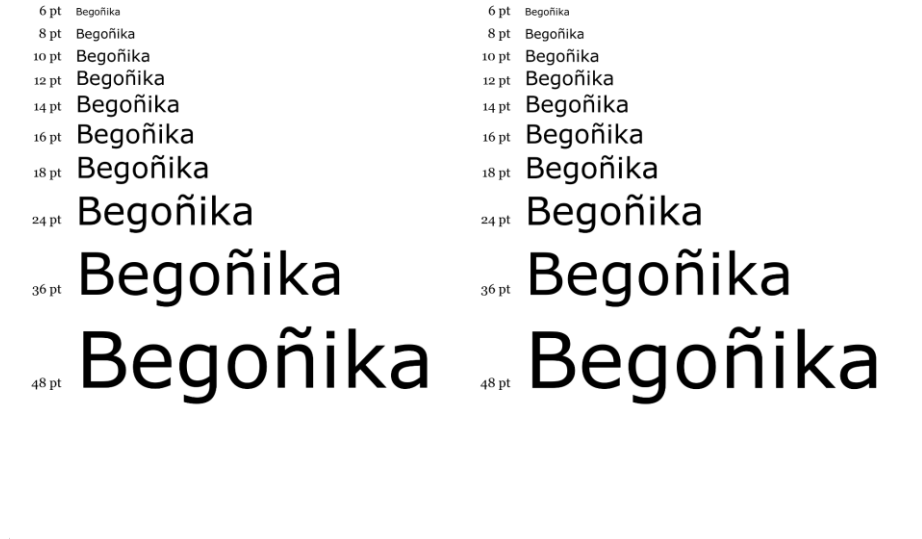 6 pt Begoñika
8 pt Begoñika
10 pt Begoñika
12 pt Begoñika
14 pt Begoñika
16 pt Begoñika
18 pt Begoñika
24 pt Begoñika
36 pt Begoñika
48 pt Begoñika
6 pt Begoñika
8 pt Begoñika
10 pt Begoñika
12 pt Begoñika
14 pt Begoñika
16 pt Begoñika
18 pt Begoñika
24 pt Begoñika
36 pt Begoñika
48 pt Begoñika